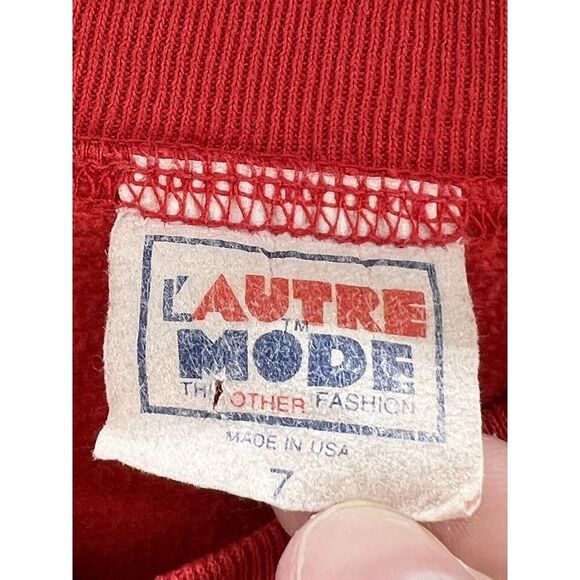 L'AUTRE
TM
MODE
THE OTHER FASHION
MADE IN USA
7